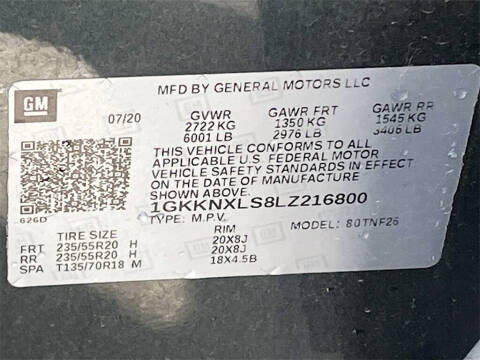 MFD BY GENERAL MOTORS LLC
GM
07/20 GVWR GAWR FRT GAWR RR
2722 KG 1350 KG 1545 KG
6001 LB 2976 LB 3406 LB
THIS VEHICLE CONFORMS TO ALL
APPLICABLE U.S. FEDERAL MOTOR
VEHICLE SAFETY STANDARDS IN EFFECT
ON THE DATE OF MANUFACTURE
SHOWN ABOVE.
626D 1GKKNXLS8LZ216800
TYPE: M.P.V. MODEL: 80TNF26
TIRE SIZE RIM
FRT 235/55R20 H 20X8J
RR 235/55R20 H 20X8J
SPA T135/70R18 M 18X4.5B